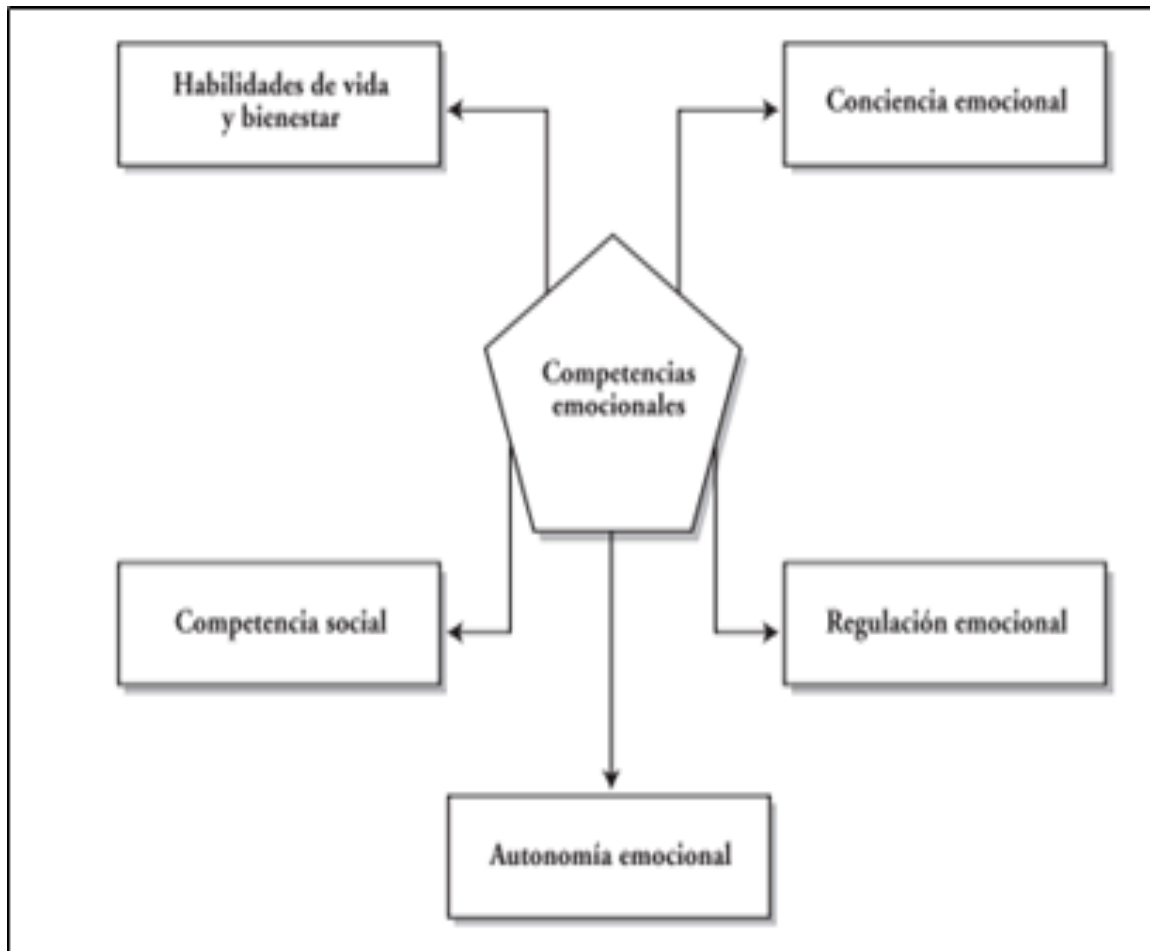 Habilidades de vida
y bienestar
Conciencia emocional
Competencias
emocionales
Competencia social
Regulación emocional
Autonomía emocional